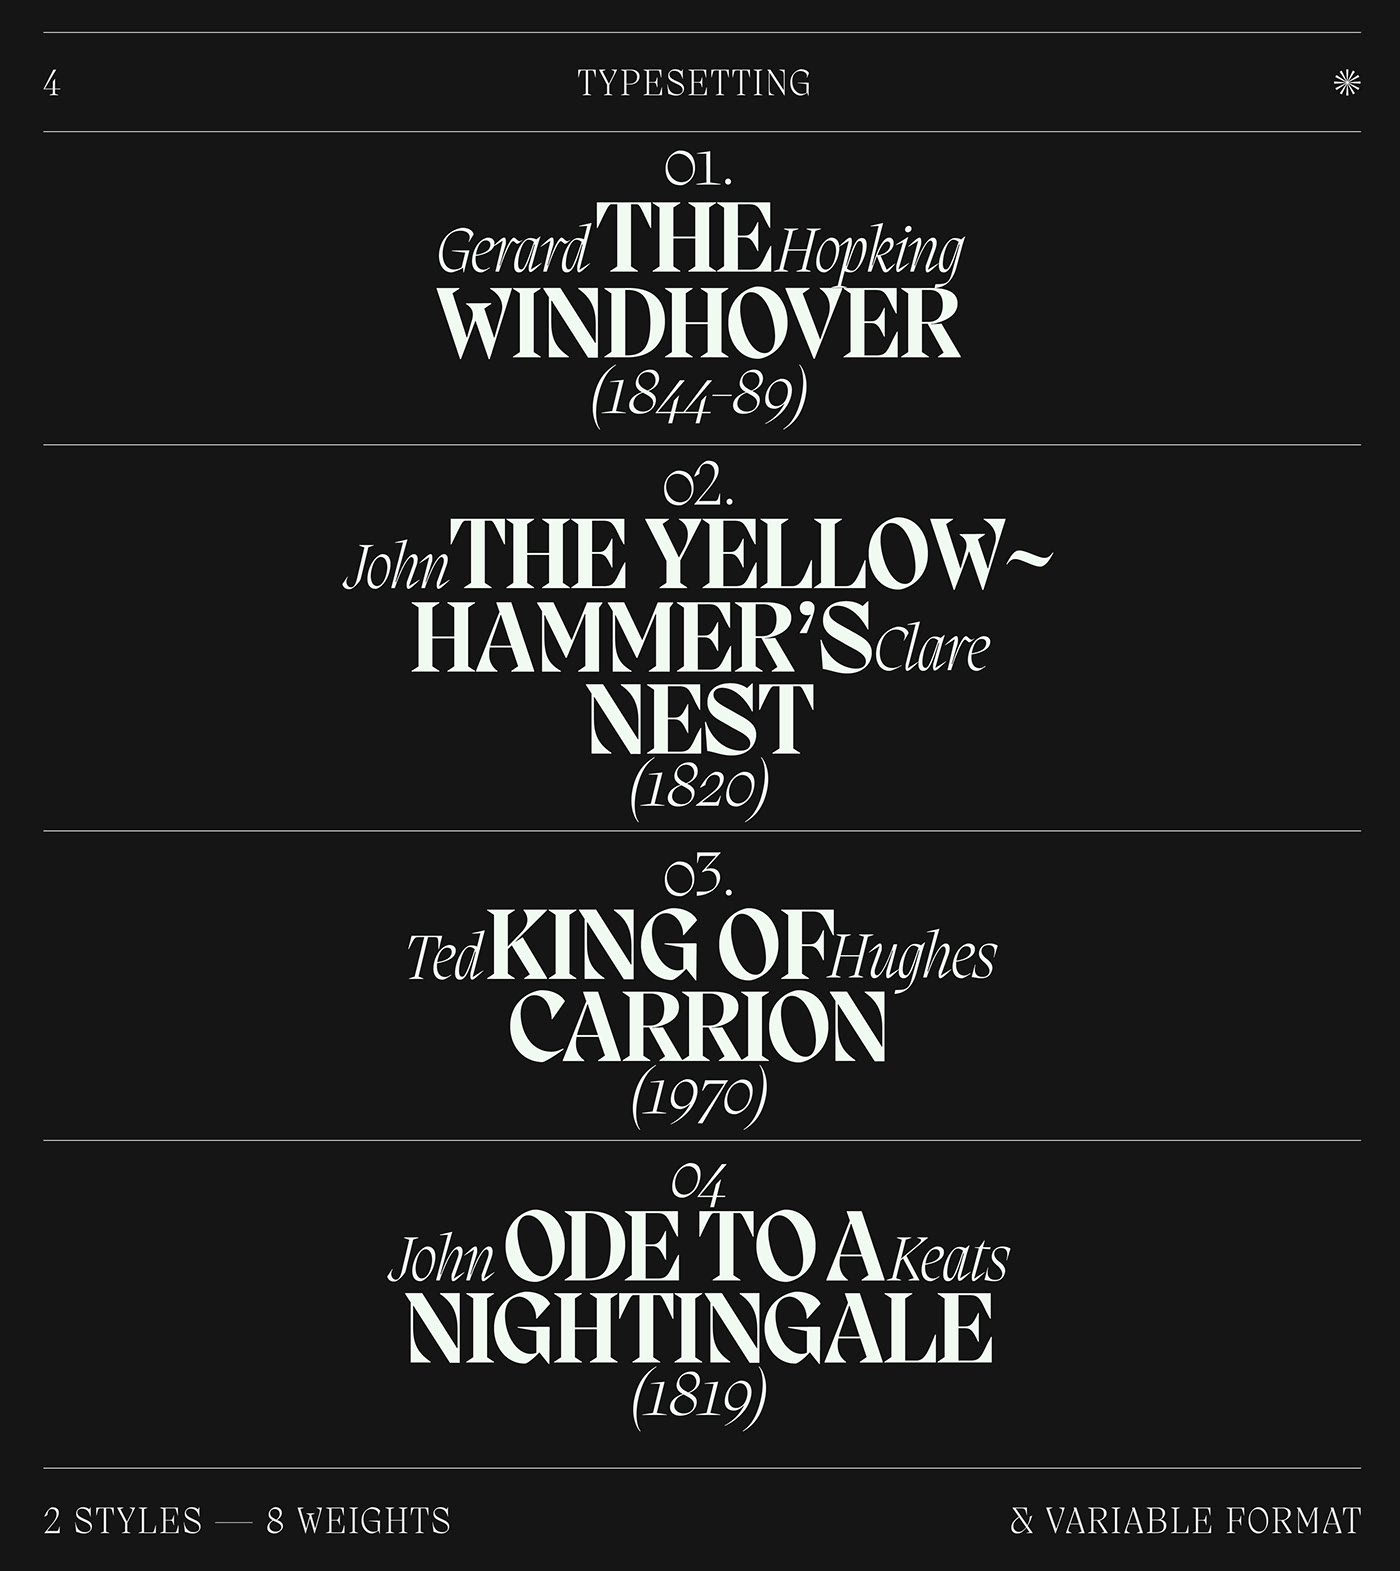 4 TYPESETTING
01.
Gerard THE Hopking
WINDHOVER
(1844–89)
02.
John THE YELLOW~
HAMMER’S Clare
NEST
(1820)
03.
Ted KING OF Hughes
CARRION
(1970)
04
John ODE TO A Keats
NIGHTINGALE
(1819)
2 STYLES — 8 WEIGHTS & VARIABLE FORMAT